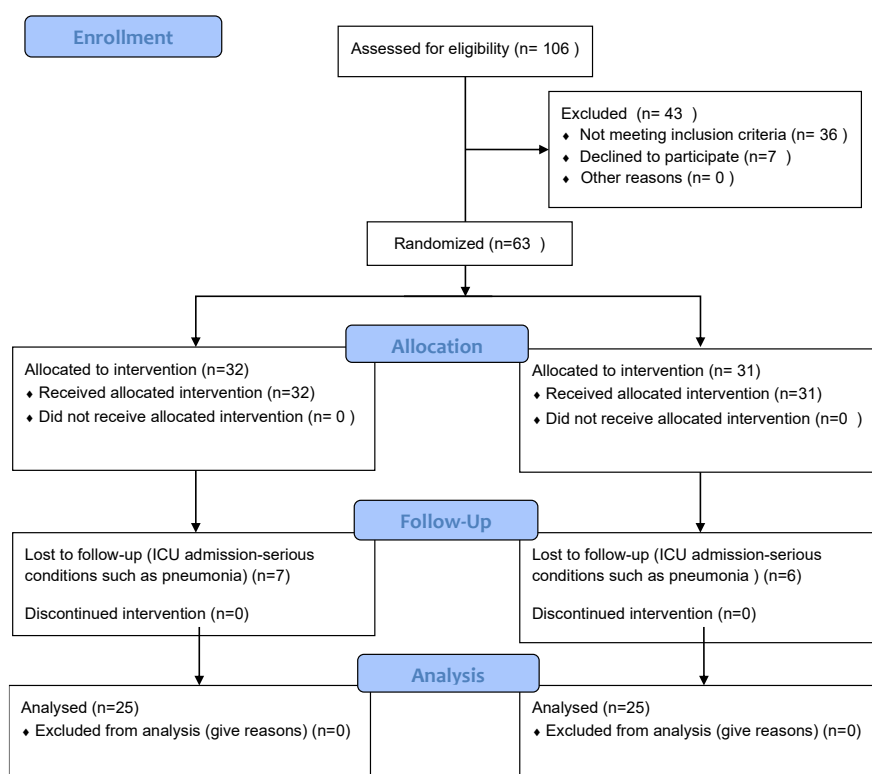 Enrollment
Assessed for eligibility (n= 106 )
Excluded (n= 43 )
♦ Not meeting inclusion criteria (n= 36 )
♦ Declined to participate (n=7 )
♦ Other reasons (n= 0 )
Randomized (n=63 )
Allocation
Allocated to intervention (n=32)
♦ Received allocated intervention (n=32)
♦ Did not receive allocated intervention (n= 0 )
Allocated to intervention (n= 31)
♦ Received allocated intervention (n=31)
♦ Did not receive allocated intervention (n=0 )
Follow-Up
Lost to follow-up (ICU admission-serious
conditions such as pneumonia) (n=7)
Discontinued intervention (n=0)
Lost to follow-up (ICU admission-serious
conditions such as pneumonia ) (n=6)
Discontinued intervention (n=0)
Analysis
Analysed (n=25)
♦ Excluded from analysis (give reasons) (n=0)
Analysed (n=25)
♦ Excluded from analysis (give reasons) (n=0)